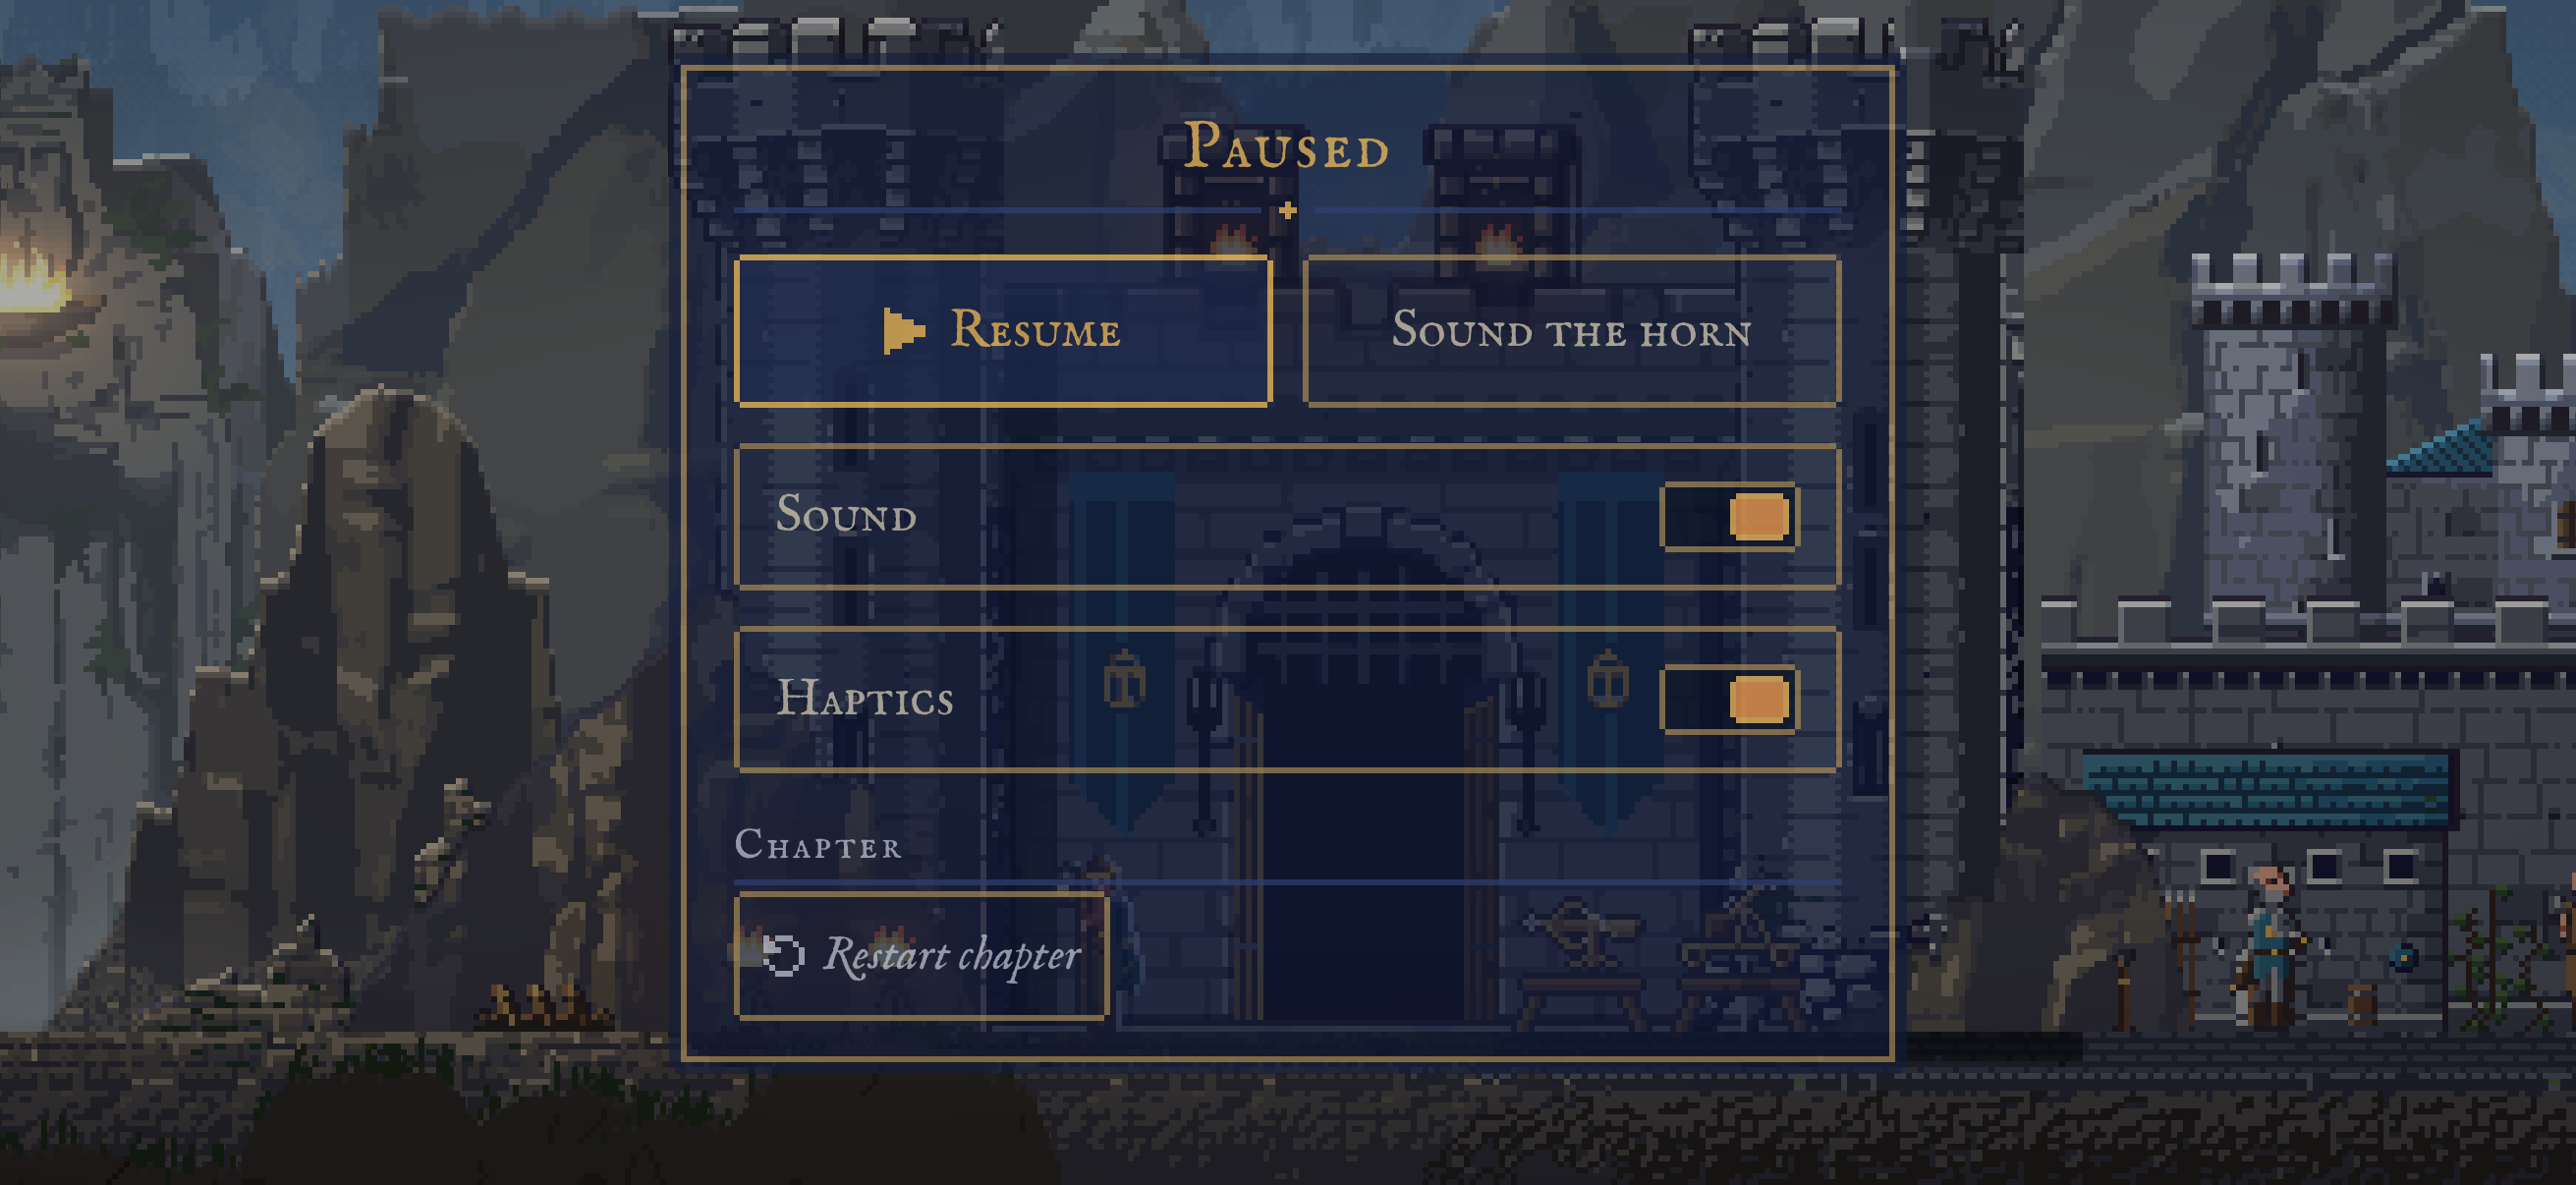 Paused
Resume
Sound the horn
Sound
Haptics
Chapter
Restart chapter